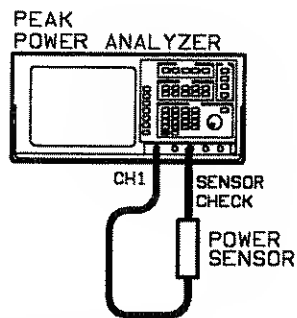 PEAK
POWER ANALYZER
CH1
SENSOR
CHECK
POWER
SENSOR